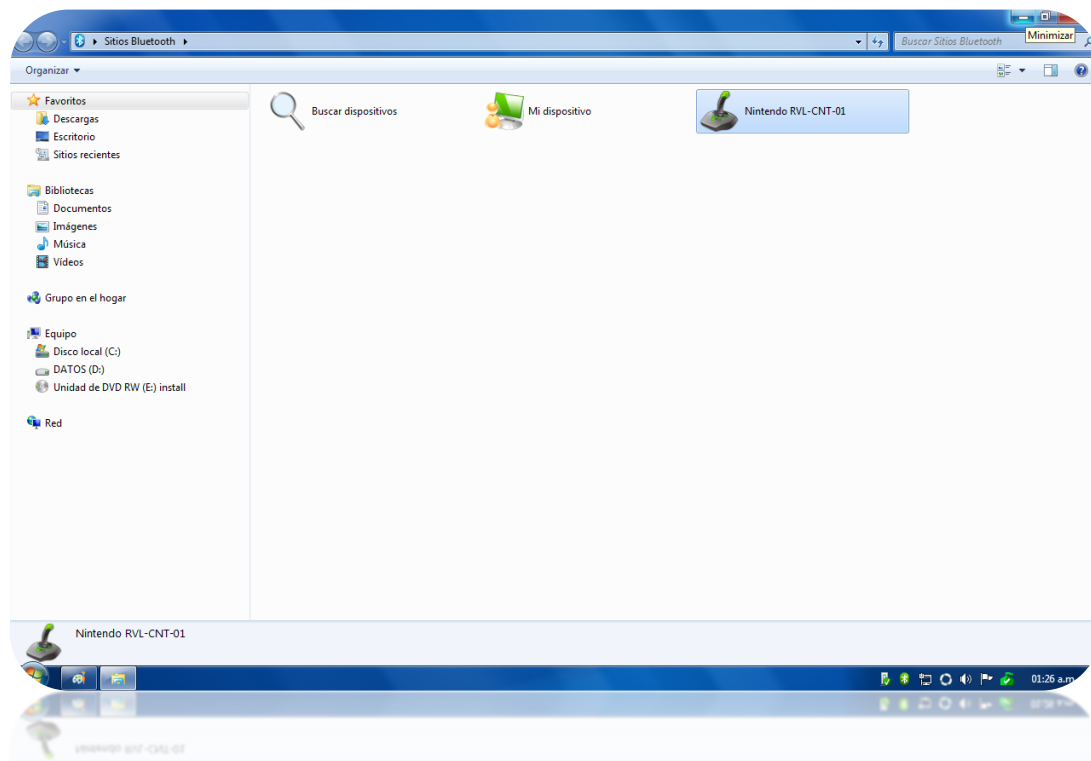 Sitios Bluetooth
Buscar Sitios Bluetooth
Minimizar
Organizar
Favoritos
Descargas
Escritorio
Sitios recientes
Bibliotecas
Documentos
Imágenes
Música
Vídeos
Grupo en el hogar
Equipo
Disco local (C:)
DATOS (D:)
Unidad de DVD RW (E:) install
Red
Buscar dispositivos
Mi dispositivo
Nintendo RVL-CNT-01
Nintendo RVL-CNT-01
01:26 a.m.